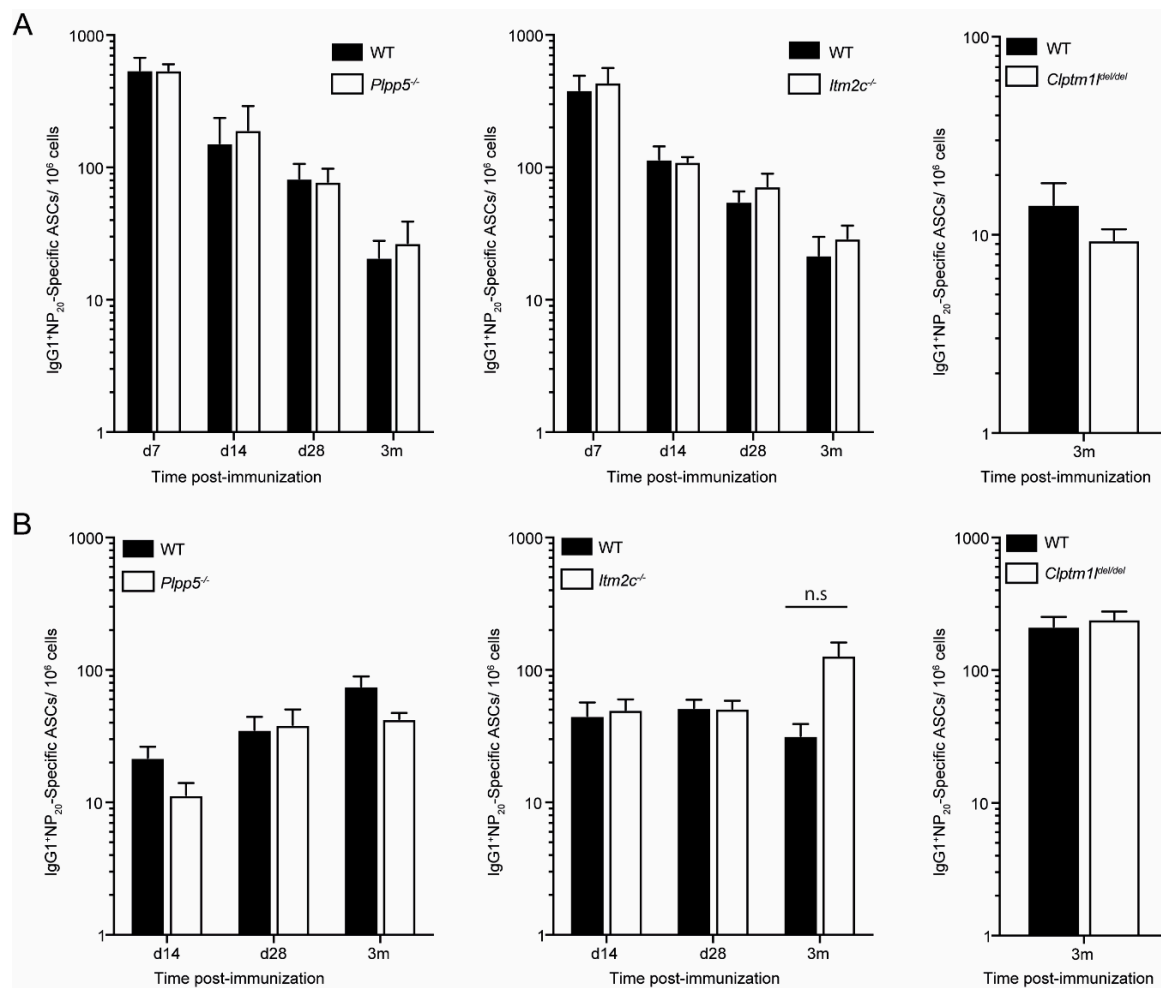 A
1000
100
10
1
IgG1⁺NP₂₀-Specific ASCs/ 10⁶ cells
WT
Plpp5⁻/⁻
d7 d14 d28 3m
Time post-immunization
1000
100
10
1
IgG1⁺NP₂₀-Specific ASCs/ 10⁶ cells
WT
Itm2c⁻/⁻
d7 d14 d28 3m
Time post-immunization
100
10
1
IgG1⁺NP₂₀-Specific ASCs/ 10⁶ cells
WT
Clptm1l^del/del
3m
Time post-immunization
B
1000
100
10
1
IgG1⁺NP₂₀-Specific ASCs/ 10⁶ cells
WT
Plpp5⁻/⁻
d14 d28 3m
Time post-immunization
1000
100
10
1
IgG1⁺NP₂₀-Specific ASCs/ 10⁶ cells
WT
Itm2c⁻/⁻
n.s
d14 d28 3m
Time post-immunization
1000
100
10
1
IgG1⁺NP₂₀-Specific ASCs/ 10⁶ cells
WT
Clptm1l^del/del
3m
Time post-immunization